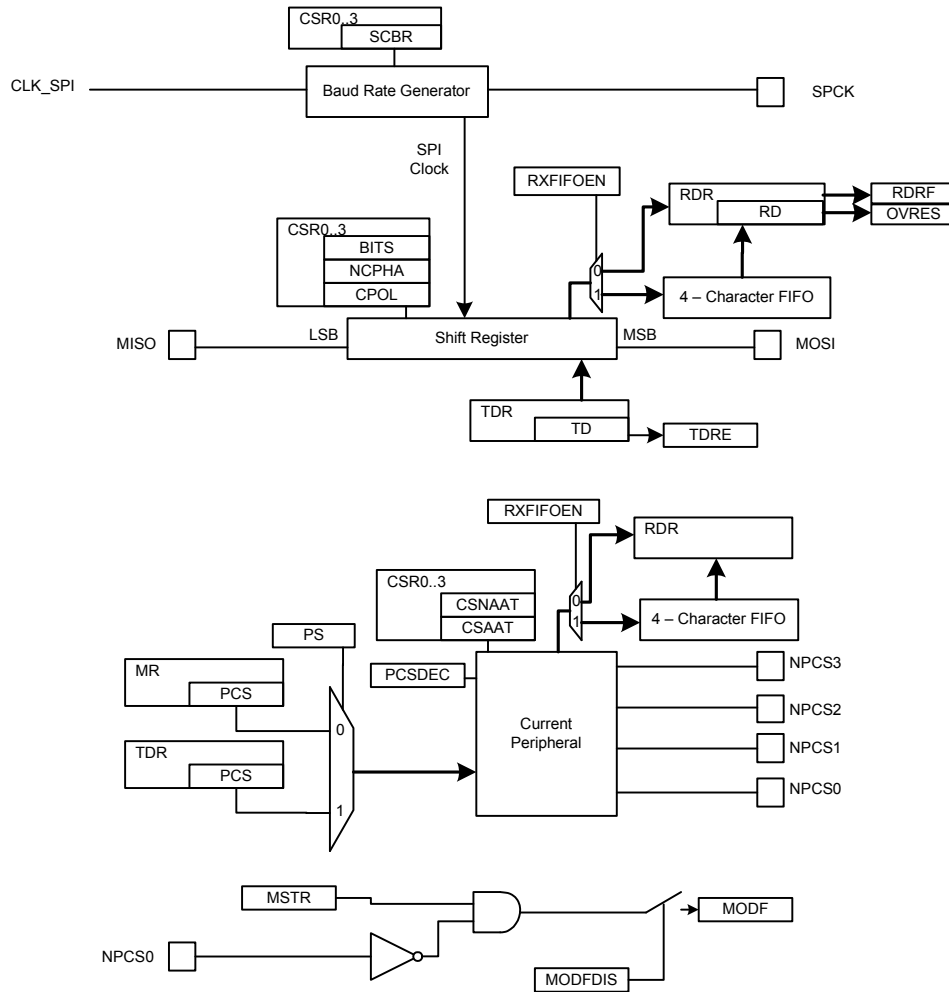 CSR0..3
SCBR
CLK_SPI
Baud Rate Generator
SPCK
SPI
Clock
RXFIFOEN
RDR
RD
RDRF
OVRES
CSR0..3
BITS
NCPHA
CPOL
0
1
4 – Character FIFO
MISO
LSB
Shift Register
MSB
MOSI
TDR
TD
TDRE
RXFIFOEN
RDR
CSR0..3
CSNAAT
CSAAT
0
1
4 – Character FIFO
PS
MR
PCS
PCSDEC
NPCS3
0
Current
Peripheral
NPCS2
TDR
PCS
NPCS1
1
NPCS0
MSTR
MODF
NPCS0
MODFDIS